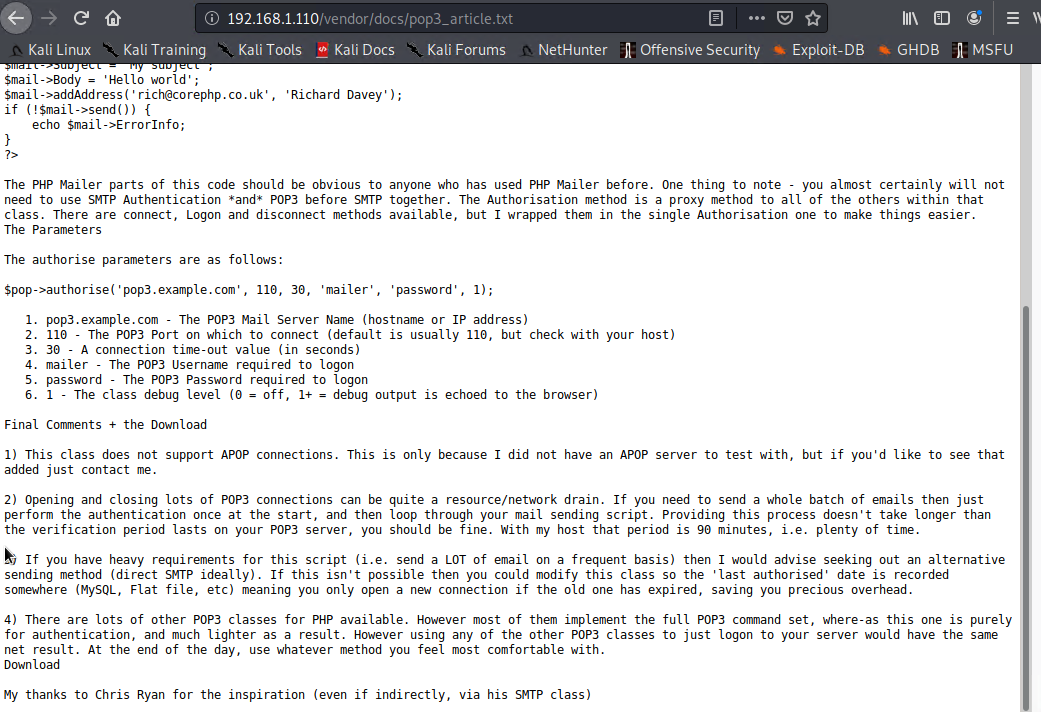 192.168.1.110/vendor/docs/pop3_article.txt
Kali Linux Kali Training Kali Tools Kali Docs Kali Forums NetHunter Offensive Security Exploit-DB GHDB MSFU
$mail->Subject = 'My subject';
$mail->Body = 'Hello world';
$mail->addAddress('rich@corephp.co.uk', 'Richard Davey');
if (!$mail->send()) {
    echo $mail->ErrorInfo;
}
?>
The PHP Mailer parts of this code should be obvious to anyone who has used PHP Mailer before. One thing to note - you almost certainly will not
need to use SMTP Authentication *and* POP3 before SMTP together. The Authorisation method is a proxy method to all of the others within that
class. There are connect, Logon and disconnect methods available, but I wrapped them in the single Authorisation one to make things easier.
The Parameters
The authorise parameters are as follows:
$pop->authorise('pop3.example.com', 110, 30, 'mailer', 'password', 1);
1. pop3.example.com - The POP3 Mail Server Name (hostname or IP address)
2. 110 - The POP3 Port on which to connect (default is usually 110, but check with your host)
3. 30 - A connection time-out value (in seconds)
4. mailer - The POP3 Username required to logon
5. password - The POP3 Password required to logon
6. 1 - The class debug level (0 = off, 1+ = debug output is echoed to the browser)
Final Comments + the Download
1) This class does not support APOP connections. This is only because I did not have an APOP server to test with, but if you'd like to see that
added just contact me.
2) Opening and closing lots of POP3 connections can be quite a resource/network drain. If you need to send a whole batch of emails then just
perform the authentication once at the start, and then loop through your mail sending script. Providing this process doesn't take longer than
the verification period lasts on your POP3 server, you should be fine. With my host that period is 90 minutes, i.e. plenty of time.
) If you have heavy requirements for this script (i.e. send a LOT of email on a frequent basis) then I would advise seeking out an alternative
sending method (direct SMTP ideally). If this isn't possible then you could modify this class so the 'last authorised' date is recorded
somewhere (MySQL, Flat file, etc) meaning you only open a new connection if the old one has expired, saving you precious overhead.
4) There are lots of other POP3 classes for PHP available. However most of them implement the full POP3 command set, where-as this one is purely
for authentication, and much lighter as a result. However using any of the other POP3 classes to just logon to your server would have the same
net result. At the end of the day, use whatever method you feel most comfortable with.
Download
My thanks to Chris Ryan for the inspiration (even if indirectly, via his SMTP class)